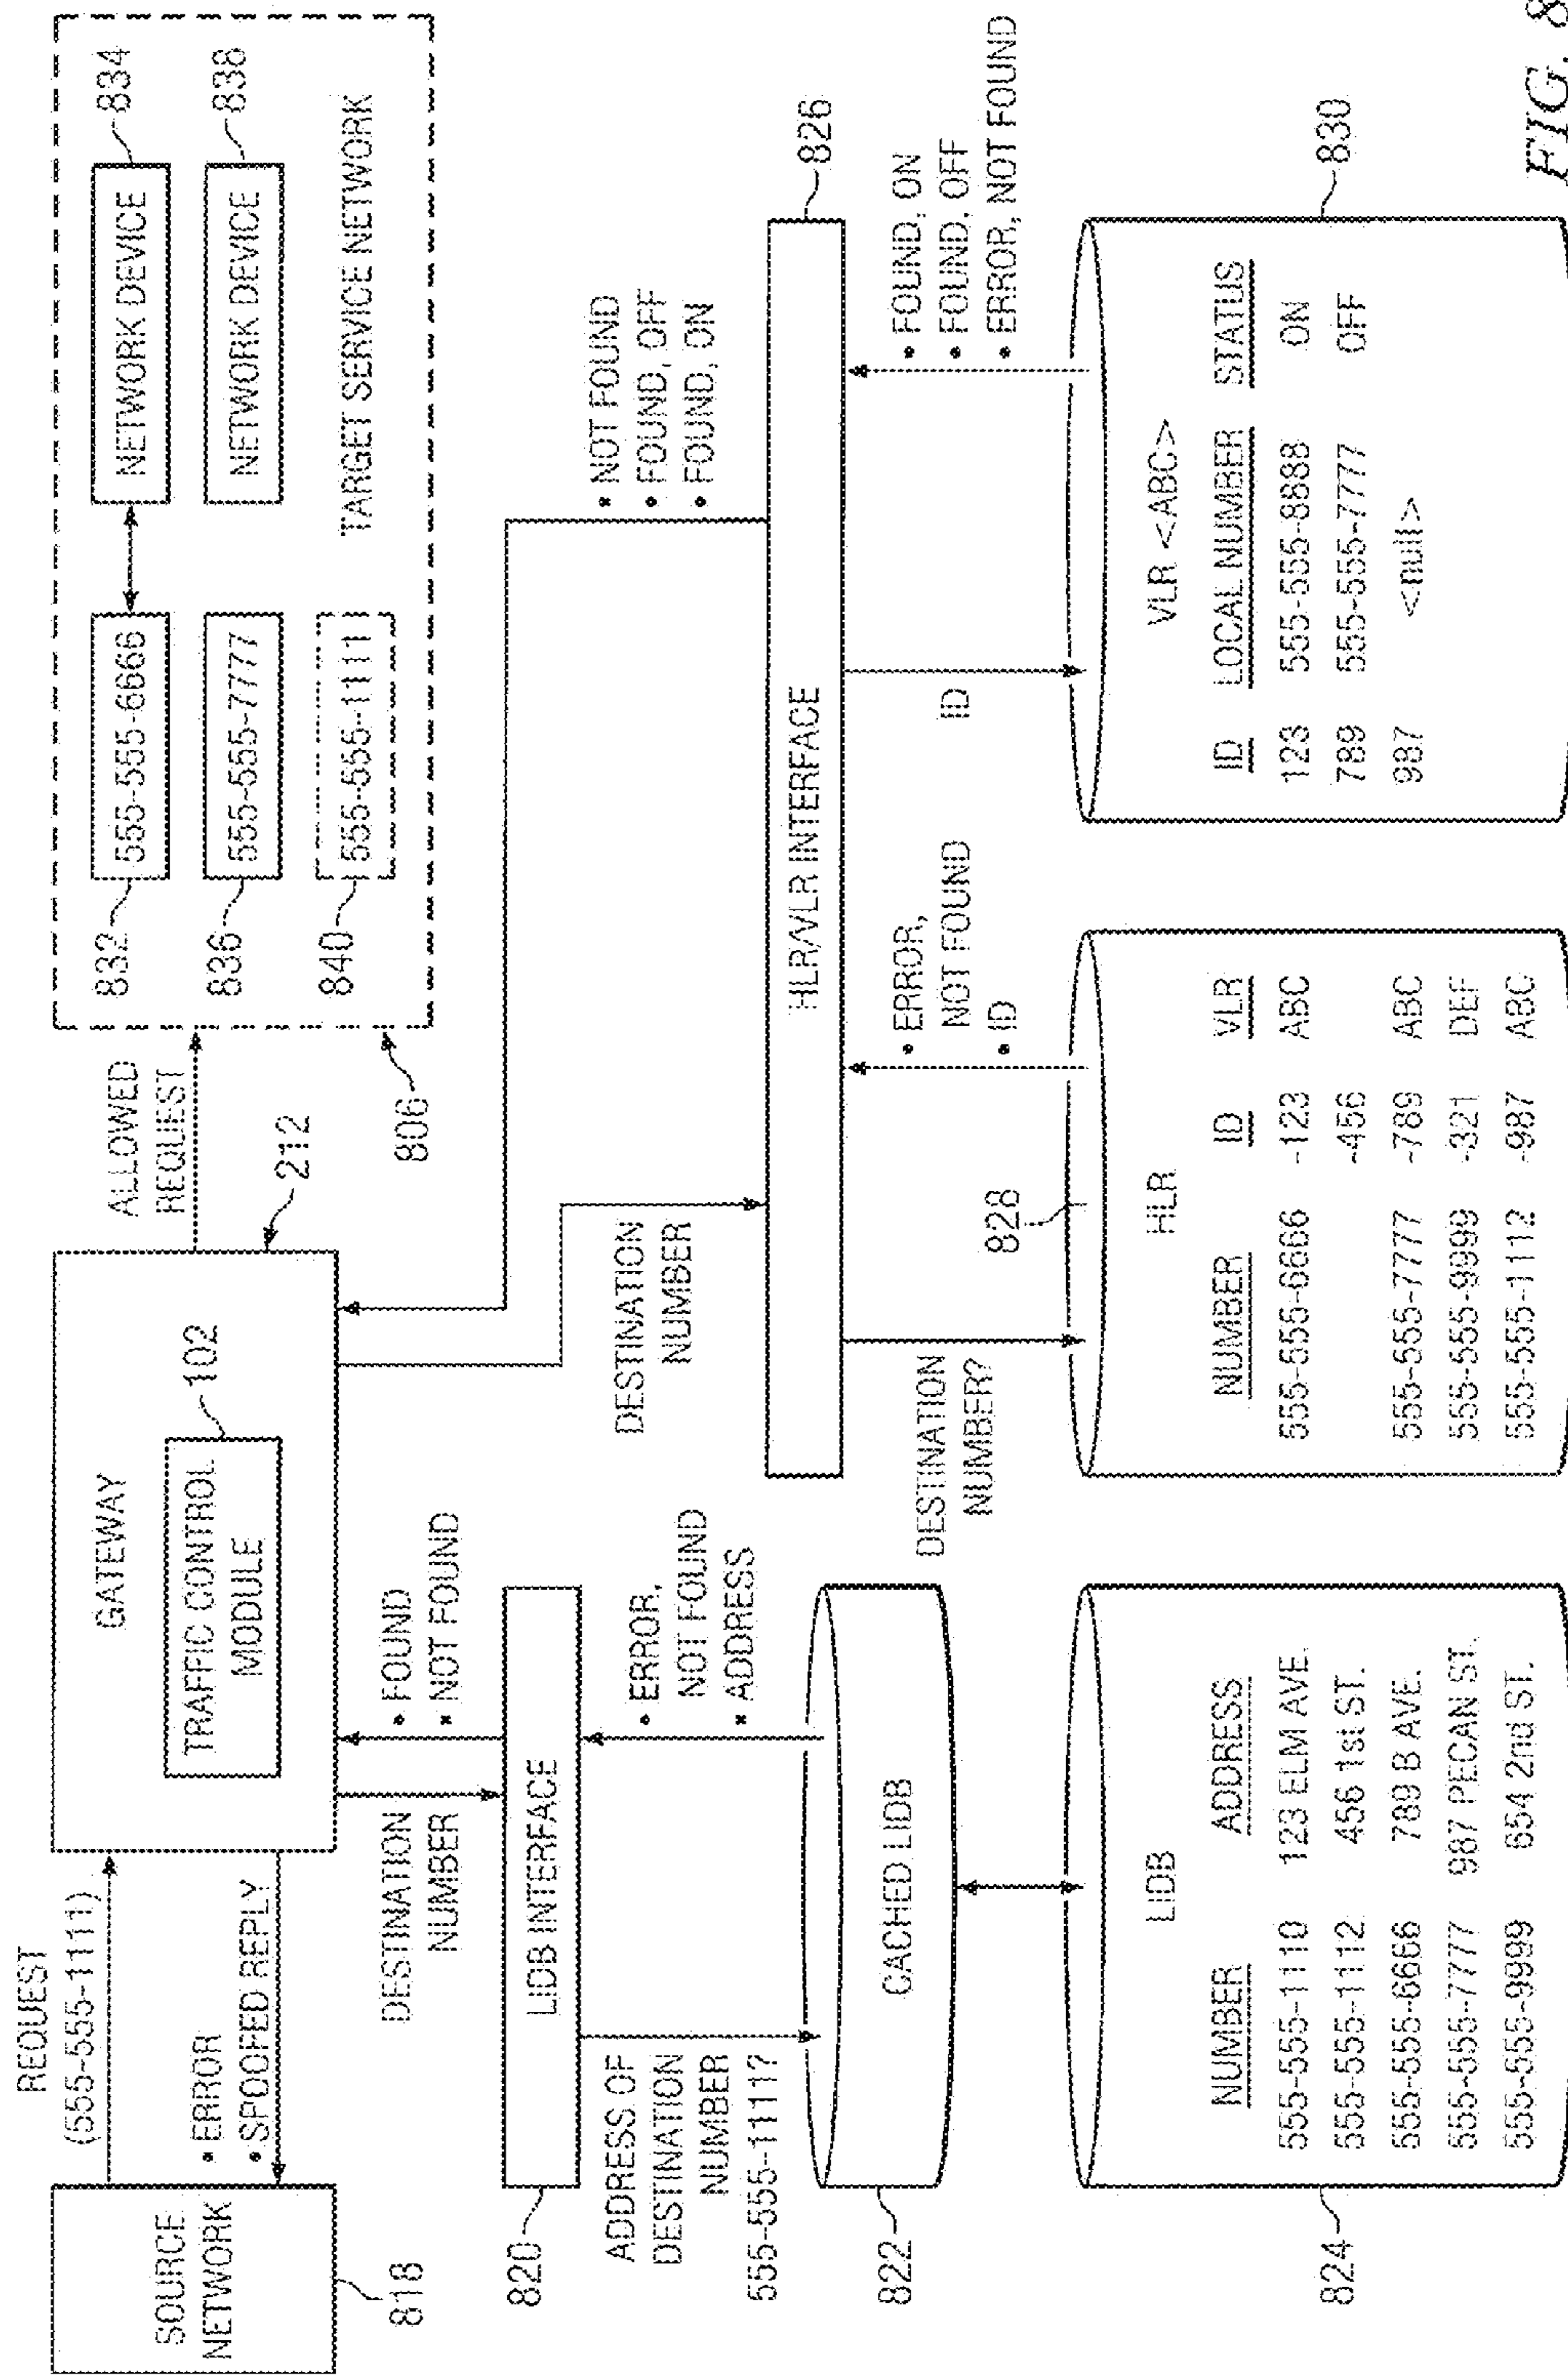 REQUEST
(555-555-1111)
SOURCE
NETWORK
818
• ERROR
• SPOOFED REPLY
GATEWAY
TRAFFIC CONTROL
MODULE
102
212
ALLOWED
REQUEST
806
832
555-555-6666
NETWORK DEVICE
834
836
555-555-7777
NETWORK DEVICE
838
840
555-555-1111
TARGET SERVICE NETWORK
DESTINATION
NUMBER
• FOUND
• NOT FOUND
820
LIDB INTERFACE
ADDRESS OF
DESTINATION
NUMBER
555-555-111?
• ERROR,
NOT FOUND
• ADDRESS
822
CACHED LIDB
824
LIDB
NUMBER ADDRESS
555-555-1110 123 ELM AVE.
555-555-1112 456 1st ST.
555-555-6666 789 B AVE.
555-555-7777 987 PECAN ST.
555-555-9999 654 2nd ST.
DESTINATION
NUMBER
• NOT FOUND
• FOUND, OFF
• FOUND, ON
HLR/VLR INTERFACE
826
DESTINATION
NUMBER?
828
• ERROR,
NOT FOUND
• ID
ID
• FOUND, ON
• FOUND, OFF
• ERROR, NOT FOUND
HLR
NUMBER ID VLR
555-555-6666 -123 ABC
-456
555-555-7777 -789 ABC
555-555-9999 -321 DEF
555-555-1112 -987 ABC
830
VLR <ABC>
ID LOCAL NUMBER STATUS
123 555-555-8888 ON
789 555-555-7777 OFF
987 <null>
FIG. 8